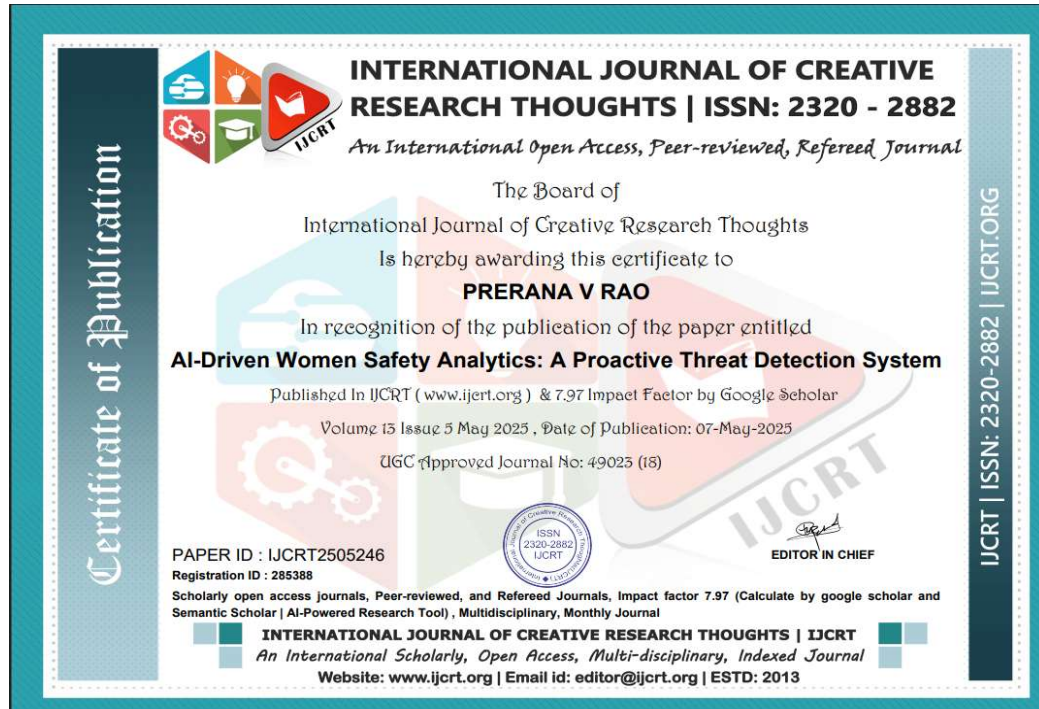 Certificate of Publication
IJCRT
INTERNATIONAL JOURNAL OF CREATIVE
RESEARCH THOUGHTS | ISSN: 2320 - 2882
An International Open Access, Peer-reviewed, Refereed Journal
The Board of
International Journal of Creative Research Thoughts
Is hereby awarding this certificate to
PRERANA V RAO
In recognition of the publication of the paper entitled
AI-Driven Women Safety Analytics: A Proactive Threat Detection System
Published In IJCRT ( www.ijcrt.org ) & 7.97 Impact Factor by Google Scholar
Volume 13 Issue 5 May 2025 , Date of Publication: 07-May-2025
UGC Approved Journal No: 49023 (18)
IJCRT
PAPER ID : IJCRT2505246
Registration ID : 285388
ISSN
2320-2882
IJCRT
EDITOR IN CHIEF
Scholarly open access journals, Peer-reviewed, and Refereed Journals, Impact factor 7.97 (Calculate by google scholar and
Semantic Scholar | AI-Powered Research Tool) , Multidisciplinary, Monthly Journal
INTERNATIONAL JOURNAL OF CREATIVE RESEARCH THOUGHTS | IJCRT
An International Scholarly, Open Access, Multi-disciplinary, Indexed Journal
Website: www.ijcrt.org | Email id: editor@ijcrt.org | ESTD: 2013
IJCRT | ISSN: 2320-2882 | IJCRT.ORG